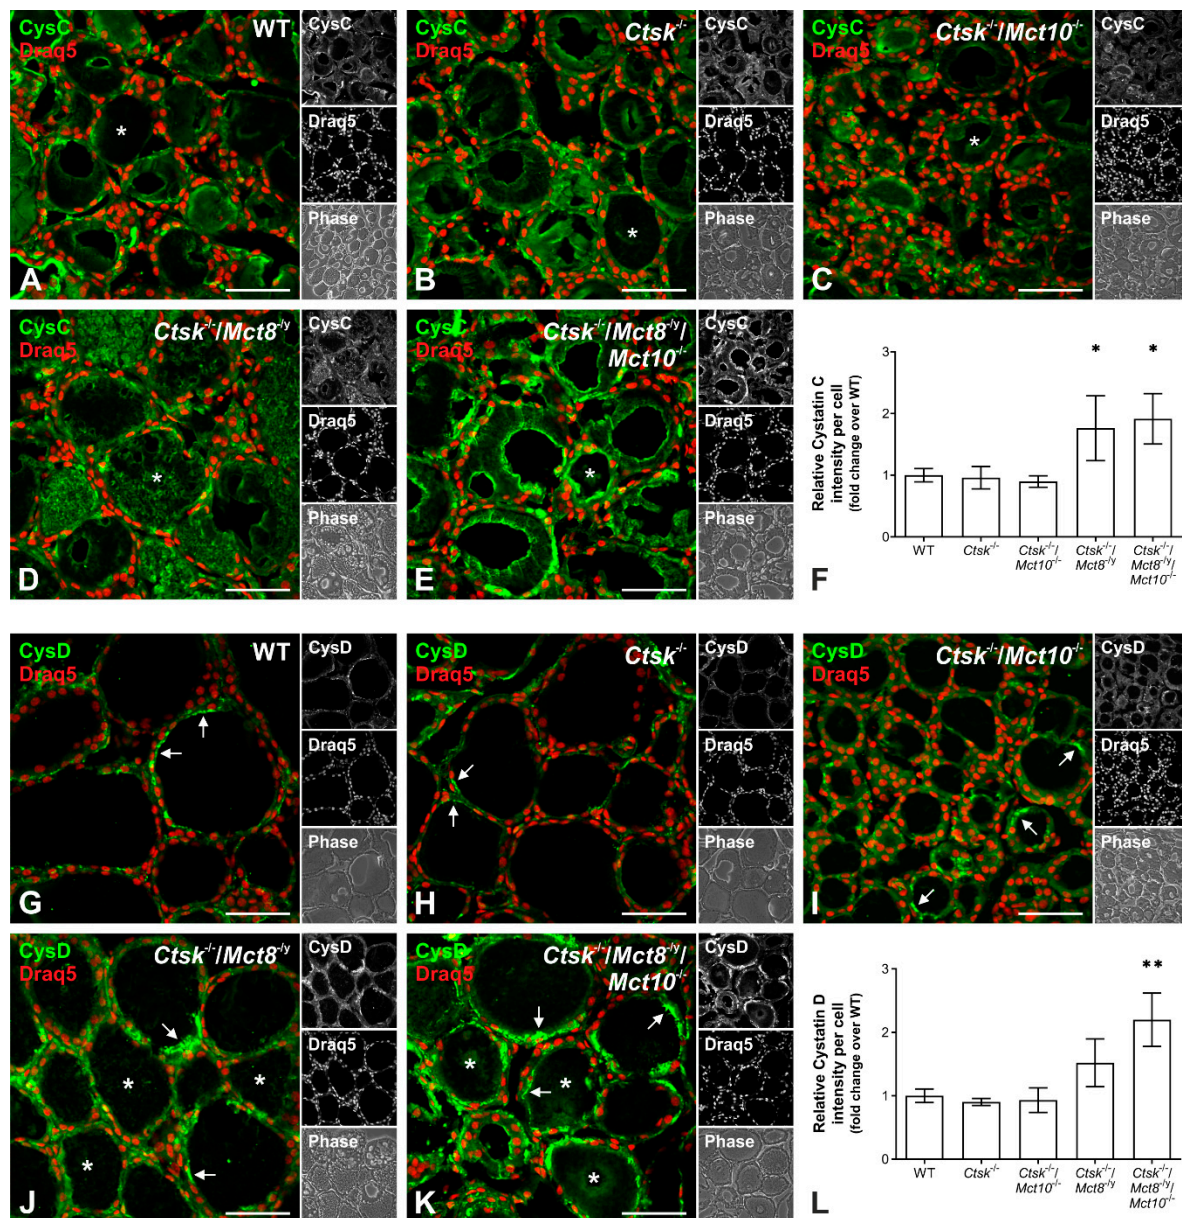 CysC
Draq5
WT
CysC
Draq5
Phase
A
CysC
Draq5
Ctsk-/-
CysC
Draq5
Phase
B
CysC
Draq5
Ctsk-/-/Mct10-/-
CysC
Draq5
Phase
C
CysC
Draq5
Ctsk-/-/Mct8-/y
CysC
Draq5
Phase
D
CysC
Draq5
Ctsk-/-/Mct8-/y/
Mct10-/-
CysC
Draq5
Phase
E
Relative Cystatin C
intensity per cell
(fold change over WT)
3
2
1
0
* *
WT
Ctsk-/-
Ctsk-/-/
Mct10-/-
Ctsk-/-/
Mct8-/y
Ctsk-/-/
Mct8-/y/
Mct10-/-
F
CysD
Draq5
WT
CysD
Draq5
Phase
G
CysD
Draq5
Ctsk-/-
CysD
Draq5
Phase
H
CysD
Draq5
Ctsk-/-/Mct10-/-
CysD
Draq5
Phase
I
CysD
Draq5
Ctsk-/-/Mct8-/y
CysD
Draq5
Phase
J
CysD
Draq5
Ctsk-/-/Mct8-/y/
Mct10-/-
CysD
Draq5
Phase
K
Relative Cystatin D
intensity per cell
(fold change over WT)
3
2
1
0
**
WT
Ctsk-/-
Ctsk-/-/
Mct10-/-
Ctsk-/-/
Mct8-/y
Ctsk-/-/
Mct8-/y/
Mct10-/-
L